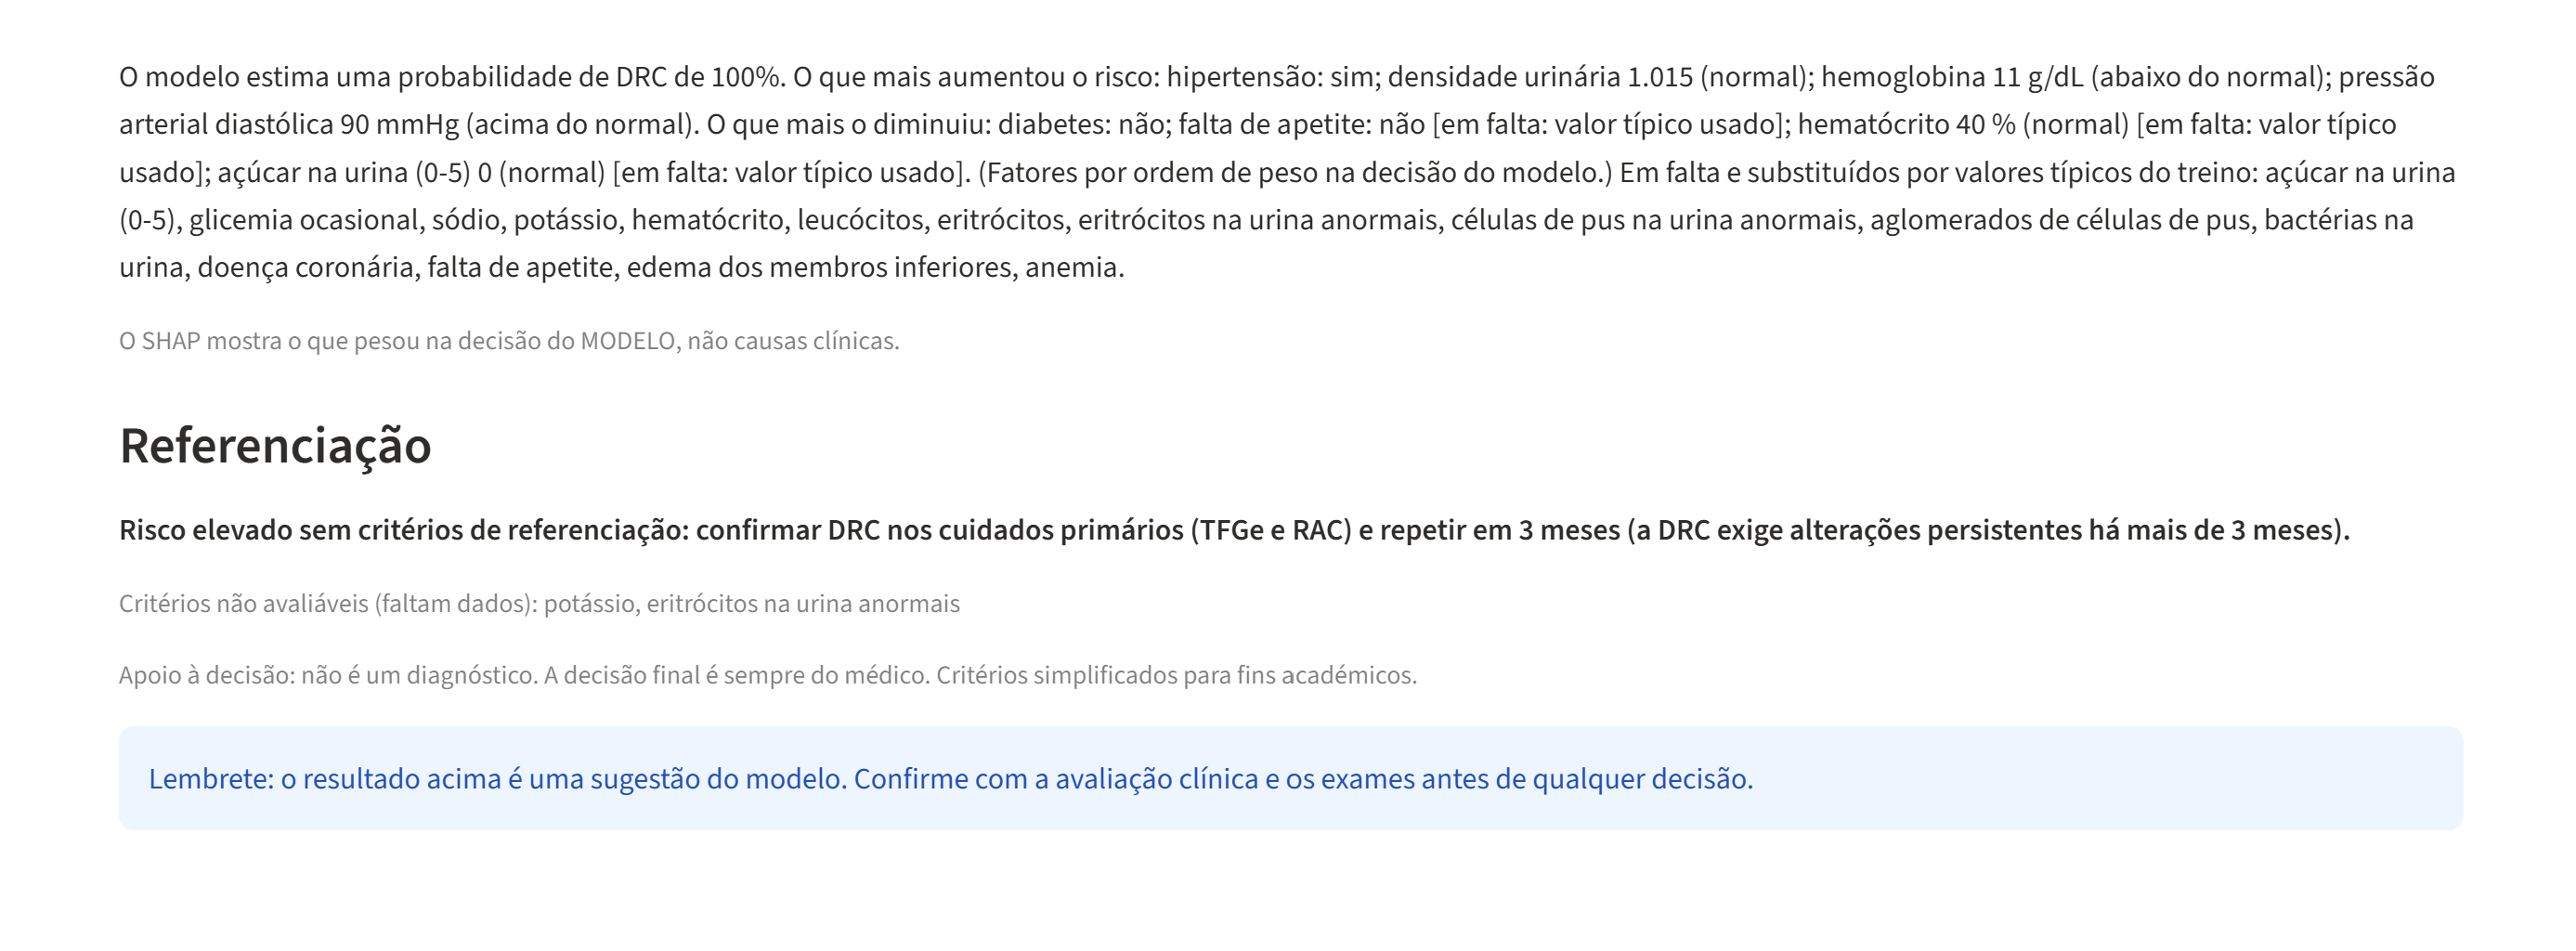 O modelo estima uma probabilidade de DRC de 100%. O que mais aumentou o risco: hipertensão: sim; densidade urinária 1.015 (normal); hemoglobina 11 g/dL (abaixo do normal); pressão
arterial diastólica 90 mmHg (acima do normal). O que mais o diminuiu: diabetes: não; falta de apetite: não [em falta: valor típico usado]; hematócrito 40 % (normal) [em falta: valor típico
usado]; açúcar na urina (0-5) 0 (normal) [em falta: valor típico usado]. (Fatores por ordem de peso na decisão do modelo.) Em falta e substituídos por valores típicos do treino: açúcar na urina
(0-5), glicemia ocasional, sódio, potássio, hematócrito, leucócitos, eritrócitos, eritrócitos na urina anormais, células de pus na urina anormais, aglomerados de células de pus, bactérias na
urina, doença coronária, falta de apetite, edema dos membros inferiores, anemia.
O SHAP mostra o que pesou na decisão do MODELO, não causas clínicas.
Referenciação
Risco elevado sem critérios de referenciação: confirmar DRC nos cuidados primários (TFGe e RAC) e repetir em 3 meses (a DRC exige alterações persistentes há mais de 3 meses).
Critérios não avaliáveis (faltam dados): potássio, eritrócitos na urina anormais
Apoio à decisão: não é um diagnóstico. A decisão final é sempre do médico. Critérios simplificados para fins académicos.
Lembrete: o resultado acima é uma sugestão do modelo. Confirme com a avaliação clínica e os exames antes de qualquer decisão.